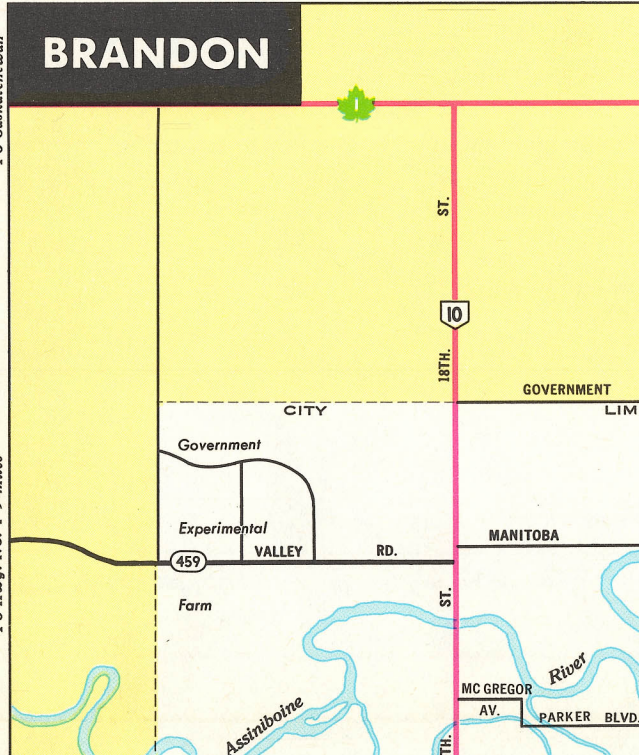 BRANDON
1
ST.
10
18TH.
GOVERNMENT
CITY
LIM
Government
Experimental
MANITOBA
459
VALLEY RD.
Farm
ST.
River
MC GREGOR
AV.
PARKER BLVD.
Assiniboine
TH.